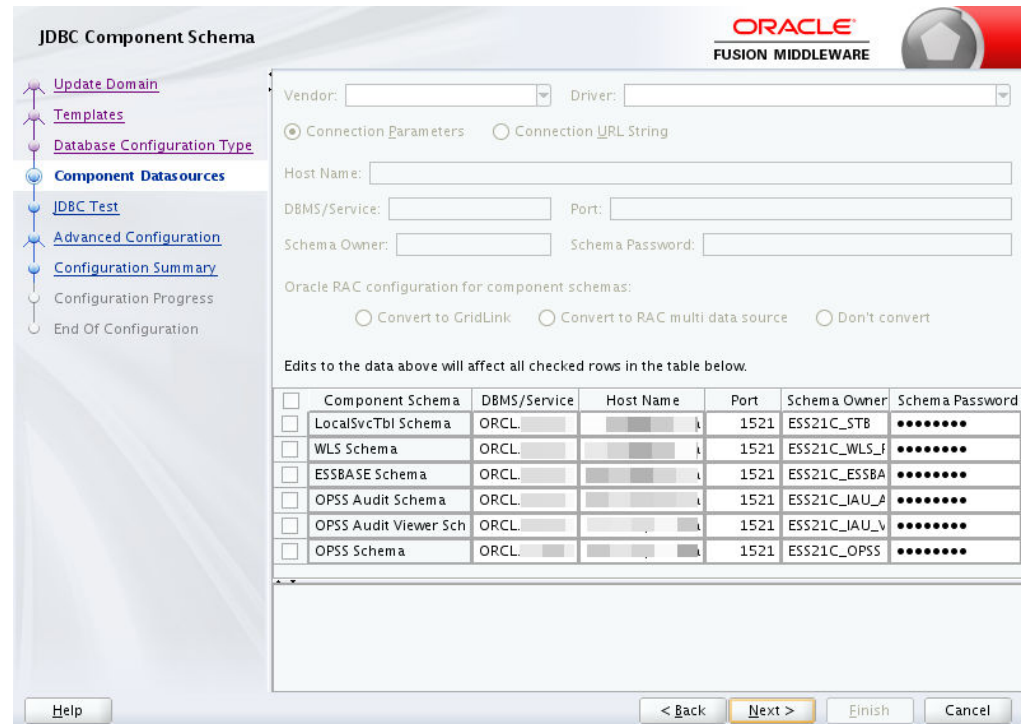 JDBC Component Schema
ORACLE
FUSION MIDDLEWARE
Update Domain
Templates
Database Configuration Type
Component Datasources
JDBC Test
Advanced Configuration
Configuration Summary
Configuration Progress
End Of Configuration
Vendor: Driver:
Connection Parameters Connection URL String
Host Name:
DBMS/Service: Port:
Schema Owner: Schema Password:
Oracle RAC configuration for component schemas:
Convert to GridLink Convert to RAC multi data source Don't convert
Edits to the data above will affect all checked rows in the table below.
Component Schema DBMS/Service Host Name Port Schema Owner Schema Password
LocalSvcTbl Schema ORCL. 1521 ESS21C_STB ••••••••
WLS Schema ORCL. 1521 ESS21C_WLS_ ••••••••
ESSBASE Schema ORCL. 1521 ESS21C_ESSBA ••••••••
OPSS Audit Schema ORCL. 1521 ESS21C_IAU_A ••••••••
OPSS Audit Viewer Sch ORCL. 1521 ESS21C_IAU_V ••••••••
OPSS Schema ORCL. 1521 ESS21C_OPSS ••••••••
Help < Back Next > Finish Cancel